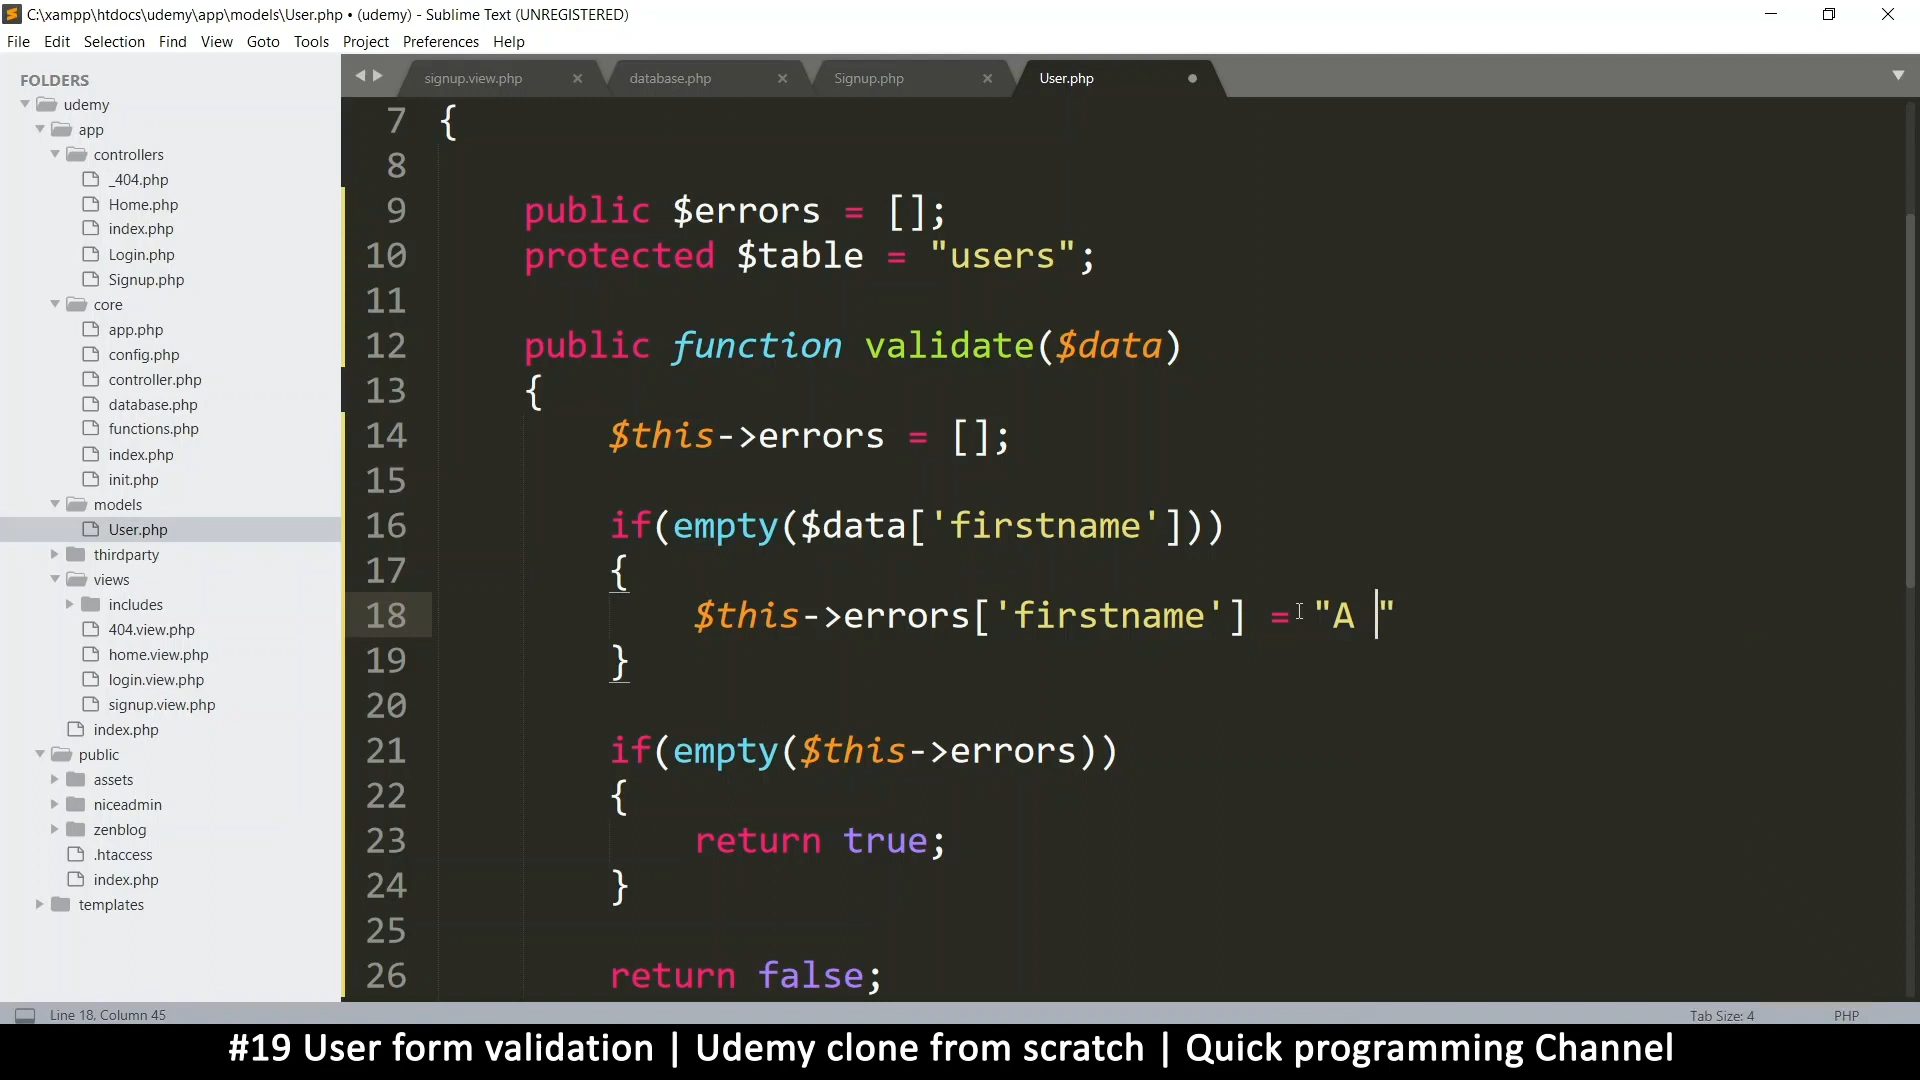 C:\xampp\htdocs\udemy\app\models\User.php • (udemy) - Sublime Text (UNREGISTERED)
File Edit Selection Find View Goto Tools Project Preferences Help
FOLDERS
udemy
app
controllers
_404.php
Home.php
index.php
Login.php
Signup.php
core
app.php
config.php
controller.php
database.php
functions.php
index.php
init.php
models
User.php
thirdparty
views
includes
404.view.php
home.view.php
login.view.php
signup.view.php
index.php
public
assets
niceadmin
zenblog
.htaccess
index.php
templates
signup.view.php database.php Signup.php User.php
7 {
8
9 public $errors = [];
10 protected $table = "users";
11
12 public function validate($data)
13 {
14 $this->errors = [];
15
16 if(empty($data['firstname']))
17 {
18 $this->errors['firstname'] = "A "
19 }
20
21 if(empty($this->errors))
22 {
23 return true;
24 }
25
26 return false;
Line 18, Column 45 Tab Size: 4 PHP
#19 User form validation | Udemy clone from scratch | Quick programming Channel